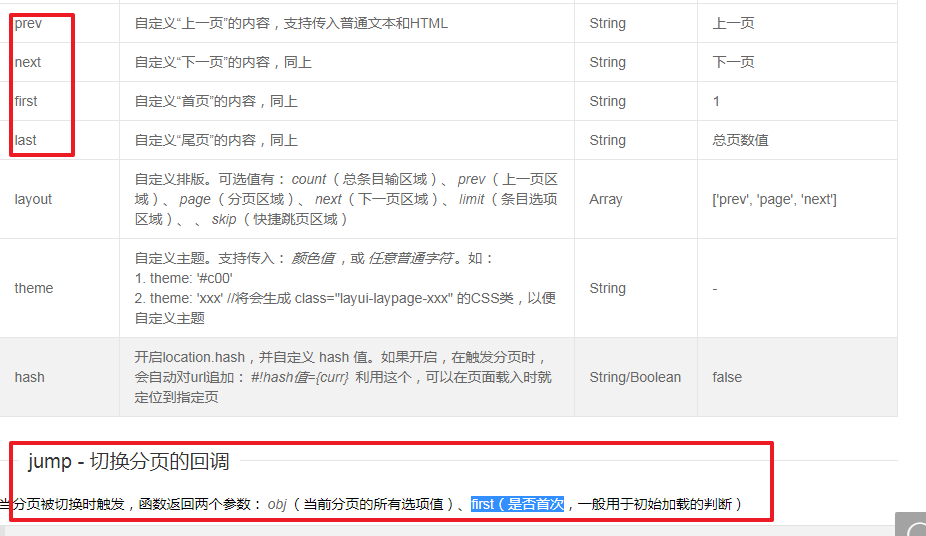 prev 自定义“上一页”的内容，支持传入普通文本和HTML String 上一页
next 自定义“下一页”的内容，同上 String 下一页
first 自定义“首页”的内容，同上 String 1
last 自定义“尾页”的内容，同上 String 总页数值
layout 自定义排版。可选值有： count（总条目输区域）、prev（上一页区
域）、page（分页区域）、next（下一页区域）、limit（条目选项
区域）、 、skip（快捷跳页区域） Array ['prev', 'page', 'next']
theme 自定义主题。支持传入： 颜色值 ，或 任意普通字符 。如：
1. theme: '#c00'
2. theme: 'xxx' //将会生成 class="layui-laypage-xxx" 的CSS类，以便
自定义主题 String -
hash 开启location.hash，并自定义 hash 值。如果开启，在触发分页时，
会自动对url追加： #!hash值={curr} 利用这个，可以在页面载入时就
定位到指定页 String/Boolean false
jump - 切换分页的回调
当分页被切换时触发，函数返回两个参数： obj（当前分页的所有选项值）、first（是否首次，一般用于初始加载的判断）